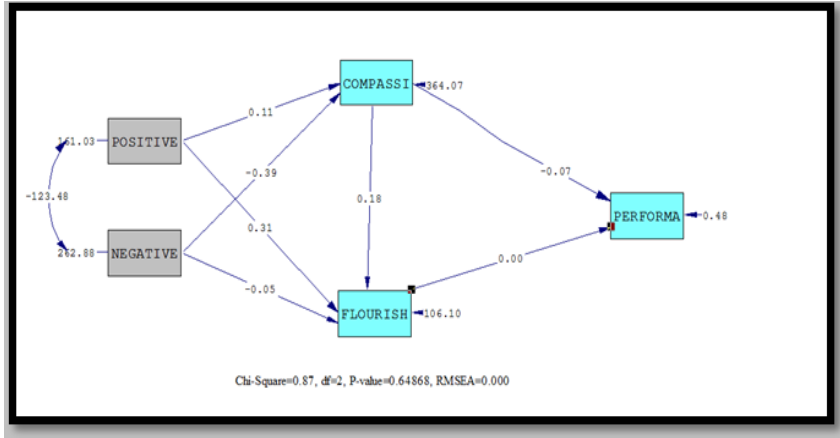 COMPASSI
364.07
0.11
161.03
POSITIVE
-0.39
-0.07
-123.48
0.18
PERFORMA
0.48
0.31
262.88
NEGATIVE
0.00
-0.05
FLOURISH
106.10
Chi-Square=0.87, df=2, P-value=0.64868, RMSEA=0.000